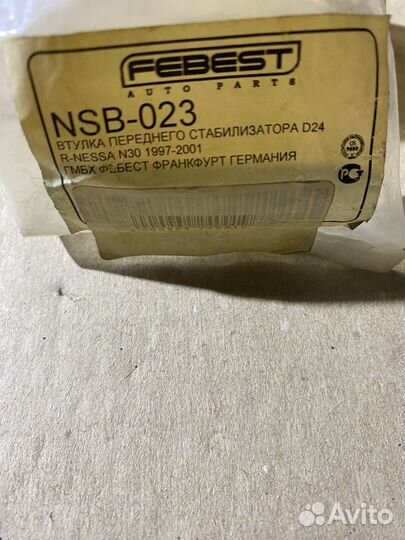 FEBEST
AUTO PARTS
NSB-023
ВТУЛКА ПЕРЕДНЕГО СТАБИЛИЗАТОРА D24
R-NESSA N30 1997-2001
ГМБХ ФЕБЕСТ ФРАНКФУРТ ГЕРМАНИЯ
Avito